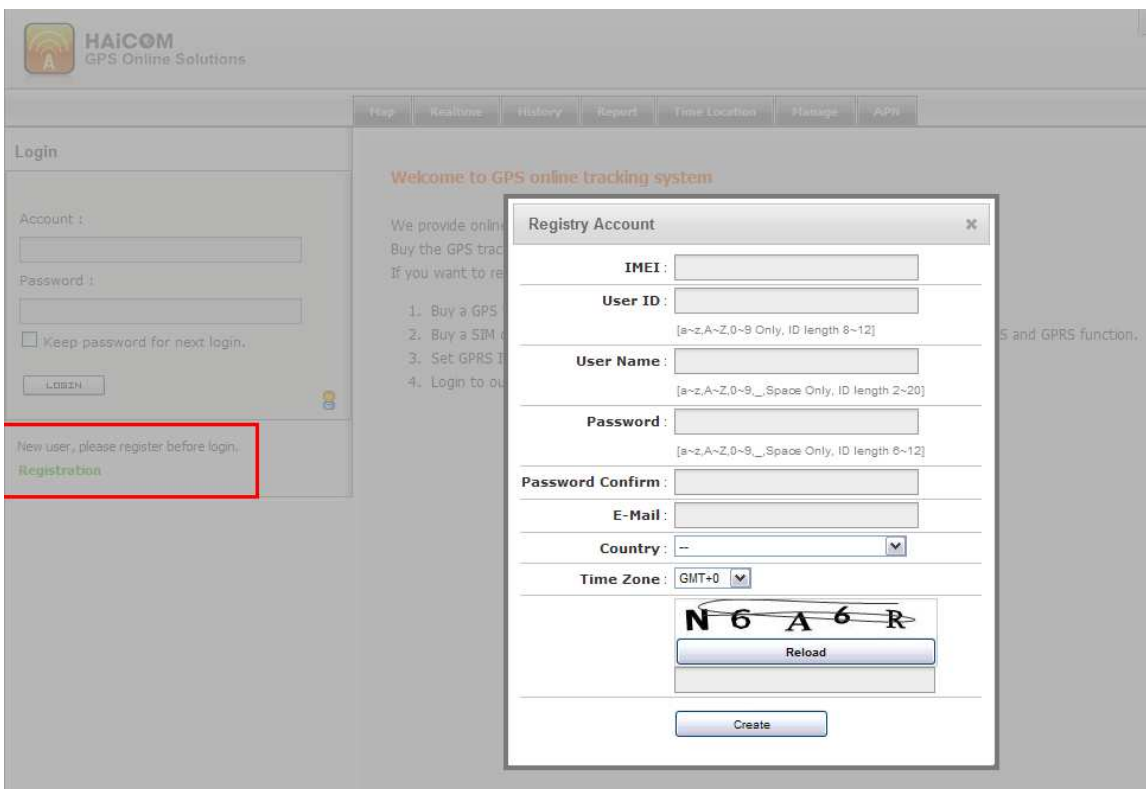 HAiCOM
GPS Online Solutions
Map Realtime History Report Time Location Manage APN
Login
Account :
Password :
Keep password for next login.
LOGIN
New user, please register before login.
Registration
Welcome to GPS online tracking system
We provide online
Buy the GPS trac
If you want to re
1. Buy a GPS
2. Buy a SIM S and GPRS function.
3. Set GPRS I
4. Login to ou
Registry Account
IMEI :
User ID :
[a~z,A~Z,0~9 Only, ID length 8~12]
User Name :
[a~z,A~Z,0~9,_,Space Only, ID length 2~20]
Password :
[a~z,A~Z,0~9,_,Space Only, ID length 6~12]
Password Confirm :
E-Mail :
Country : --
Time Zone : GMT+0
N 6 A 6 R
Reload
Create